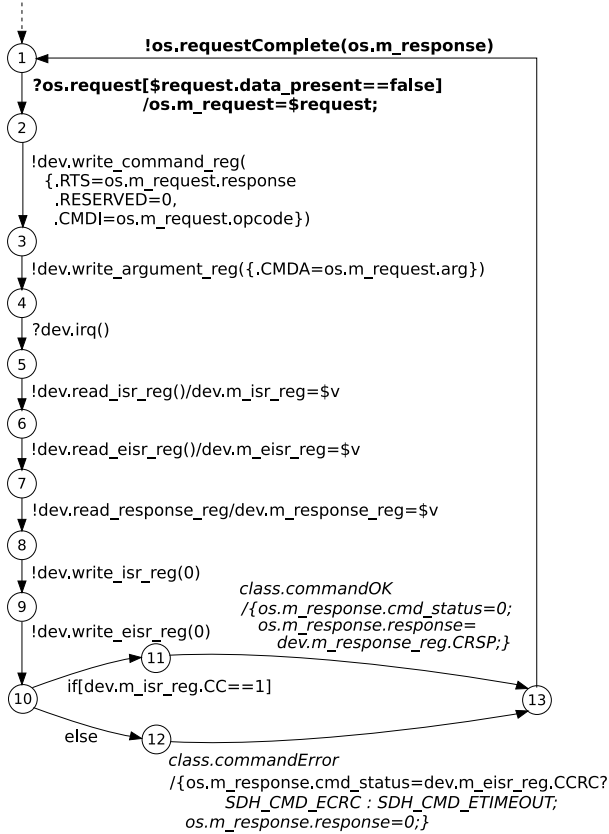 !os.requestComplete(os.m_response)
1
?os.request[$request.data_present==false]
/os.m_request=$request;
2
!dev.write_command_reg(
{.RTS=os.m_request.response
.RESERVED=0,
.CMDI=os.m_request.opcode})
3
!dev.write_argument_reg({.CMDA=os.m_request.arg})
4
?dev.irq()
5
!dev.read_isr_reg()/dev.m_isr_reg=$v
6
!dev.read_eisr_reg()/dev.m_eisr_reg=$v
7
!dev.read_response_reg/dev.m_response_reg=$v
8
!dev.write_isr_reg(0)
9
!dev.write_eisr_reg(0)
class.commandOK
/{os.m_response.cmd_status=0;
os.m_response.response=
dev.m_response_reg.CRSP;}
11
if[dev.m_isr_reg.CC==1]
10
13
else
12
class.commandError
/{os.m_response.cmd_status=dev.m_eisr_reg.CCRC?
SDH_CMD_ECRC : SDH_CMD_ETIMEOUT;
os.m_response.response=0;}